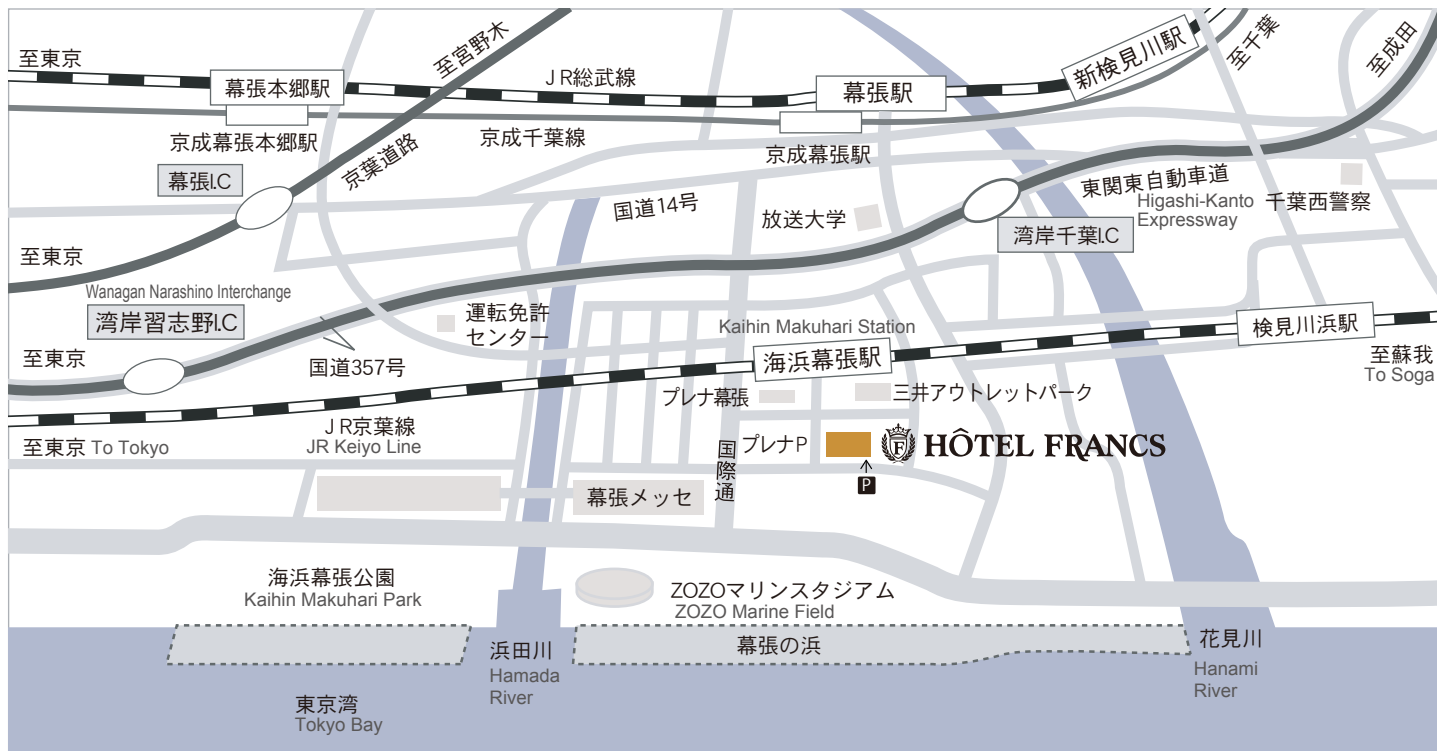 至東京
幕張本郷駅
京成幕張本郷駅
至宮野木
JR総武線
京成千葉線
幕張駅
京成幕張駅
新検見川駅
至千葉
至成田
幕張I.C
京葉道路
国道14号
放送大学
東関東自動車道
Higashi-Kanto
Expressway
千葉西警察
湾岸千葉I.C
至東京
Wanagan Narashino Interchange
湾岸習志野I.C
運転免許
センター
Kaihin Makuhari Station
海浜幕張駅
検見川浜駅
至東京
国道357号
至蘇我
To Soga
プレナ幕張
三井アウトレットパーク
JR京葉線
JR Keiyo Line
至東京 To Tokyo
国際通
プレナP
F
HÔTEL FRANCS
P
幕張メッセ
海浜幕張公園
Kaihin Makuhari Park
ZOZOマリンスタジアム
ZOZO Marine Field
浜田川
Hamada
River
幕張の浜
花見川
Hanami
River
東京湾
Tokyo Bay